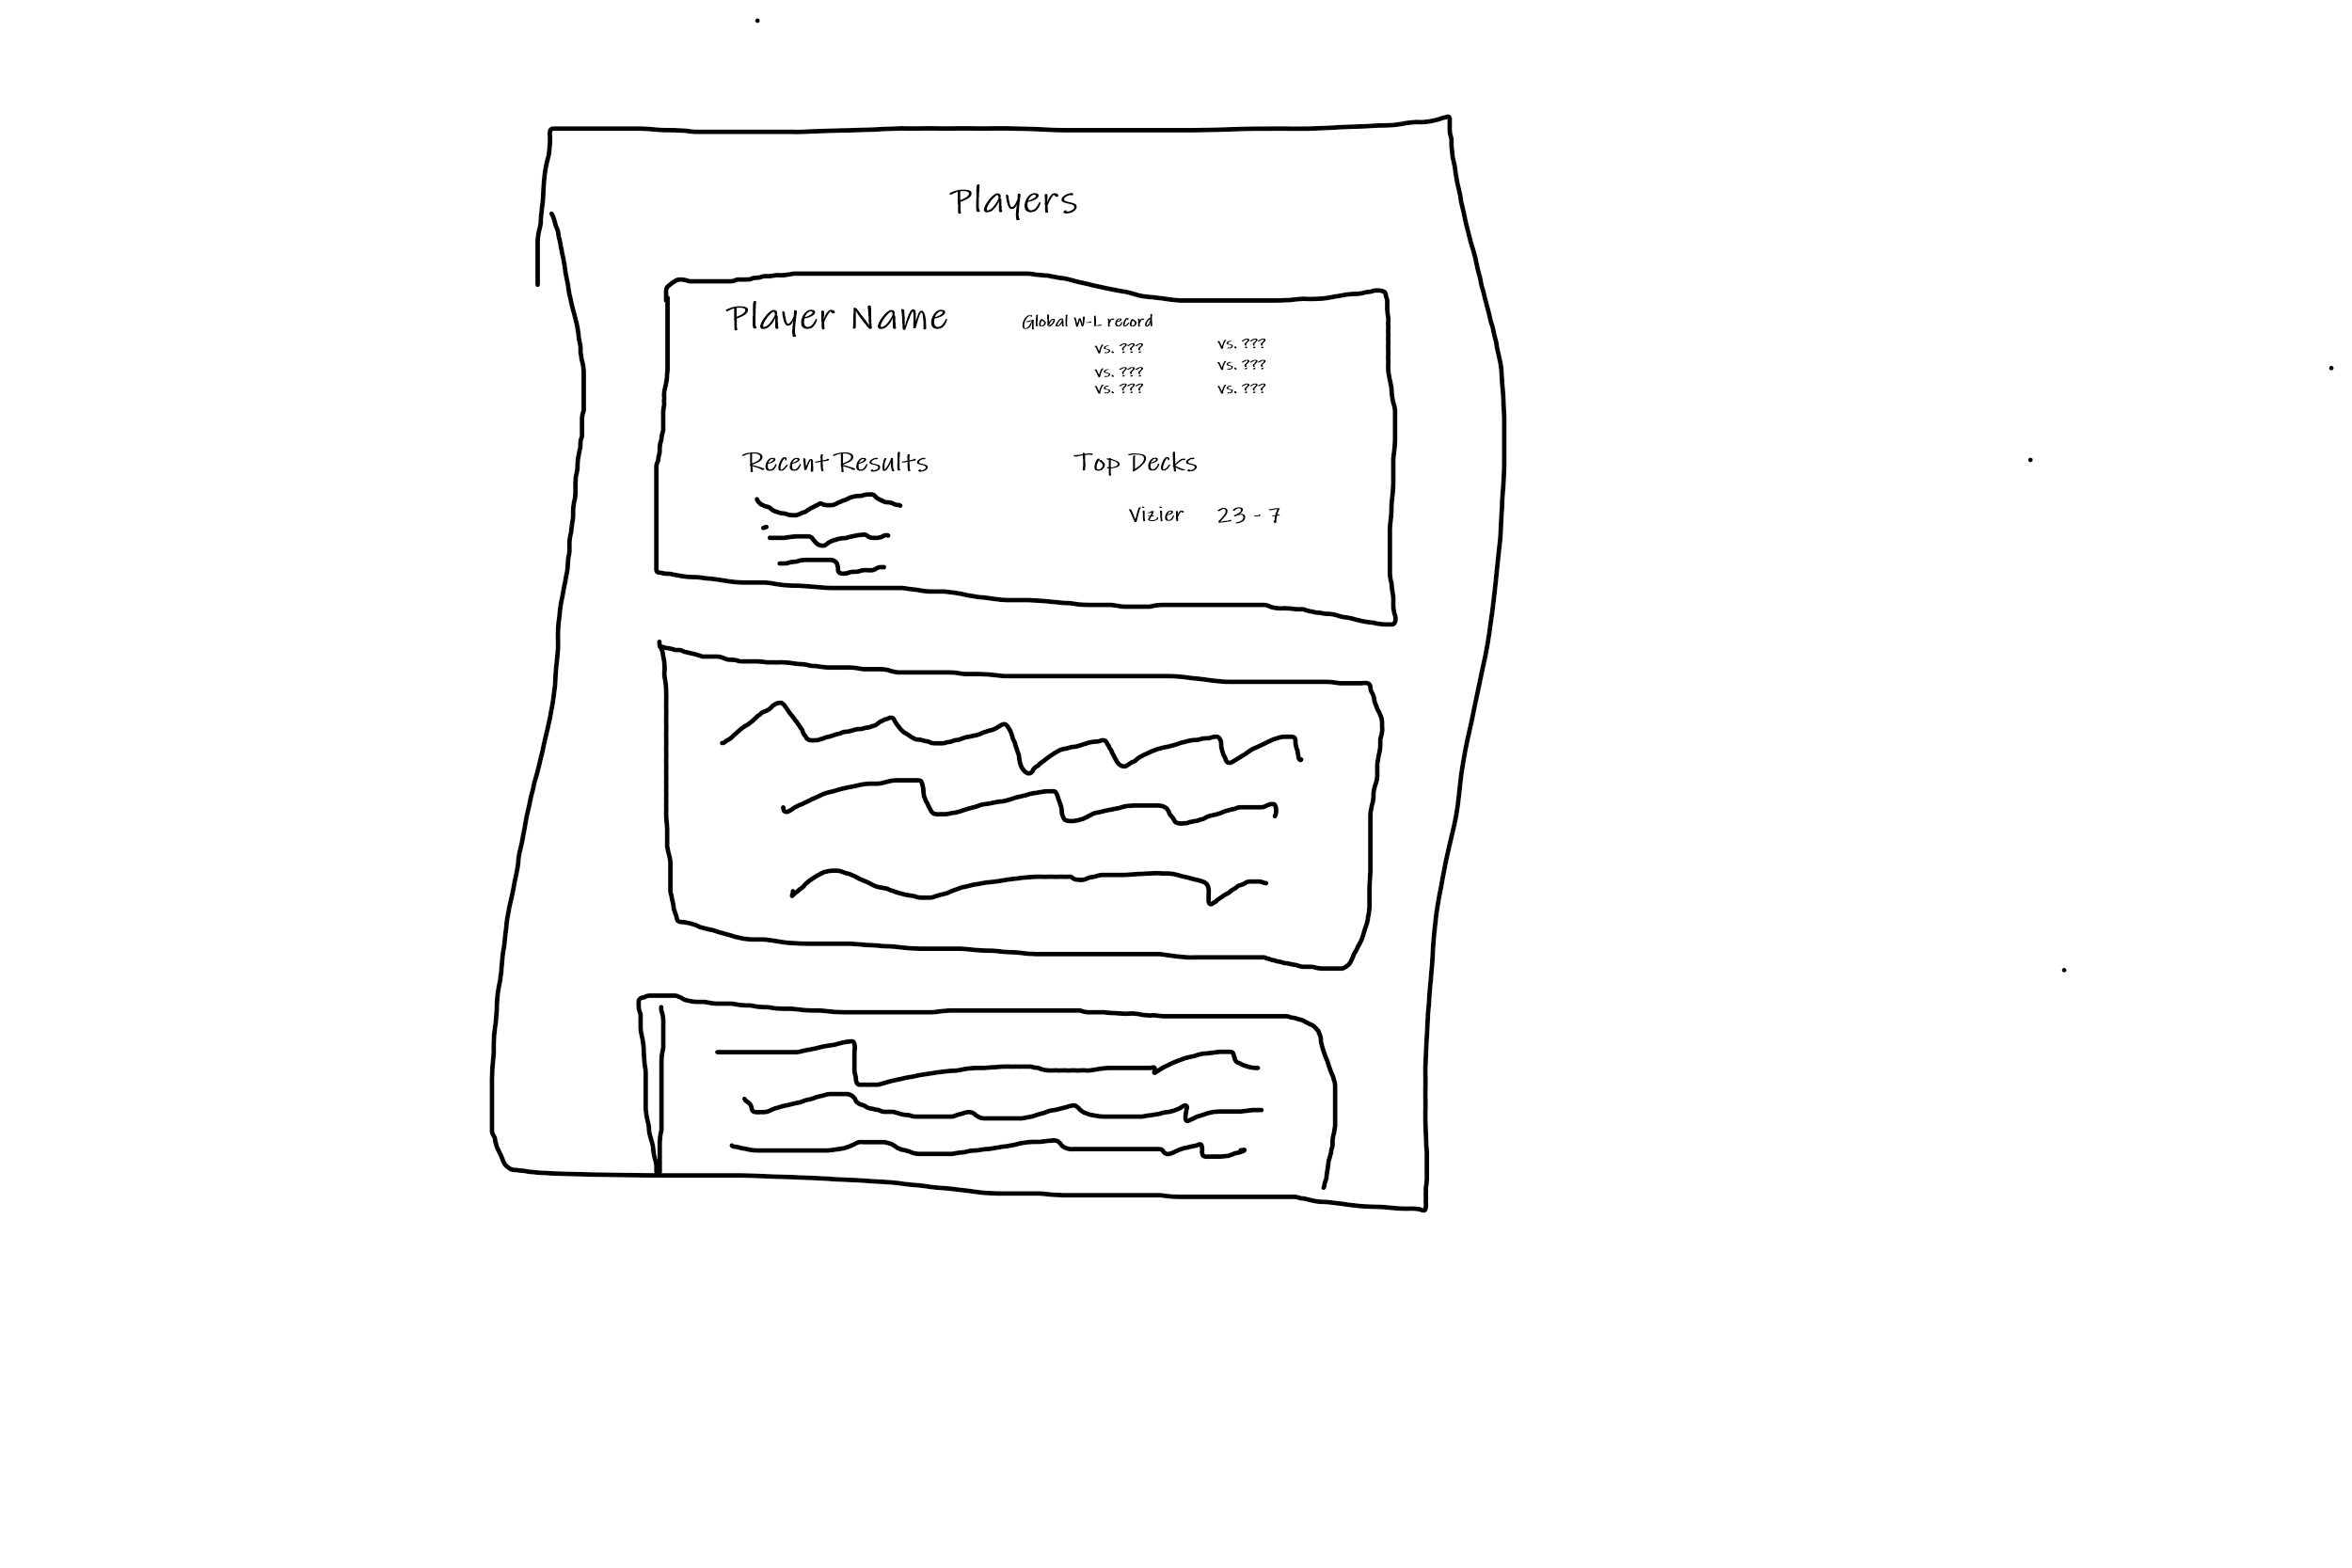 Players
Player Name
Global W-L record
vs. ??? vs. ???
vs. ??? vs. ???
vs. ??? vs. ???
Recent Results
Top Decks
Vizier 23 - 7